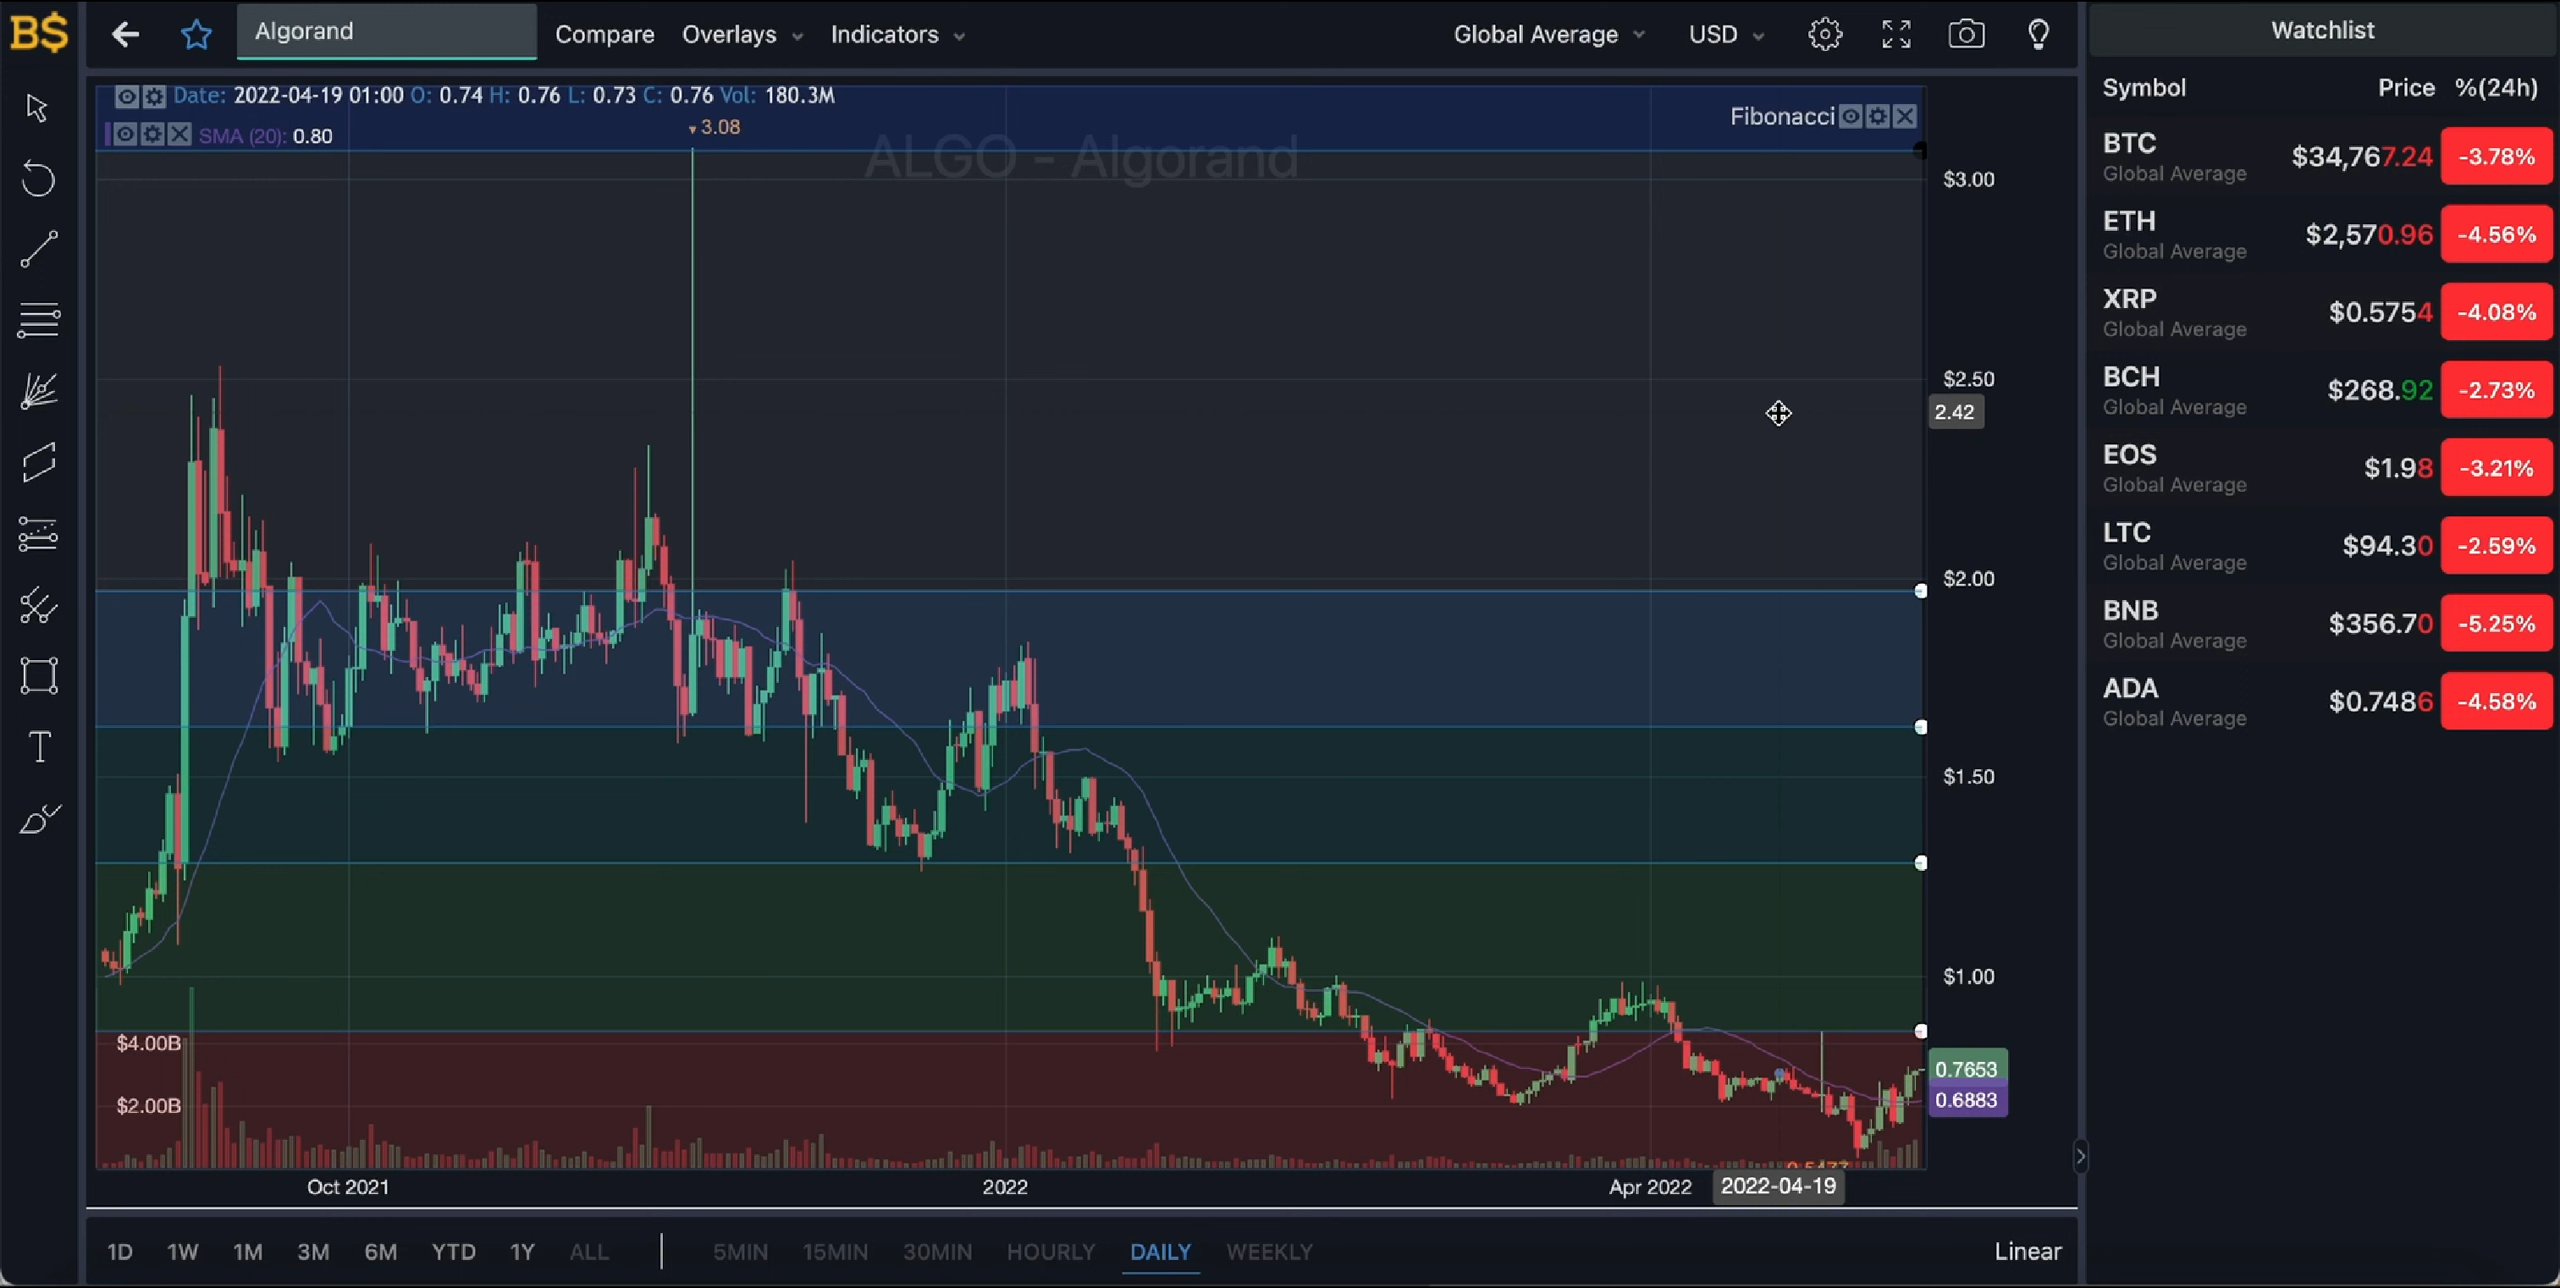 B$
Algorand
Compare
Overlays
Indicators
Global Average
USD
Date: 2022-04-19 01:00 O: 0.74 H: 0.76 L: 0.73 C: 0.76 Vol: 180.3M
SMA (20): 0.80
3.08
Fibonacci
ALGO - Algorand
$3.00
$2.50
2.42
$2.00
$1.50
$1.00
$4.00B
0.7653
0.6883
$2.00B
Oct 2021
2022
Apr 2022
2022-04-19
1D
1W
1M
3M
6M
YTD
1Y
ALL
5MIN
15MIN
30MIN
HOURLY
DAILY
WEEKLY
Linear
Watchlist
Symbol Price %(24h)
BTC $34,767.24 -3.78%
Global Average
ETH $2,570.96 -4.56%
Global Average
XRP $0.5754 -4.08%
Global Average
BCH $268.92 -2.73%
Global Average
EOS $1.98 -3.21%
Global Average
LTC $94.30 -2.59%
Global Average
BNB $356.70 -5.25%
Global Average
ADA $0.7486 -4.58%
Global Average